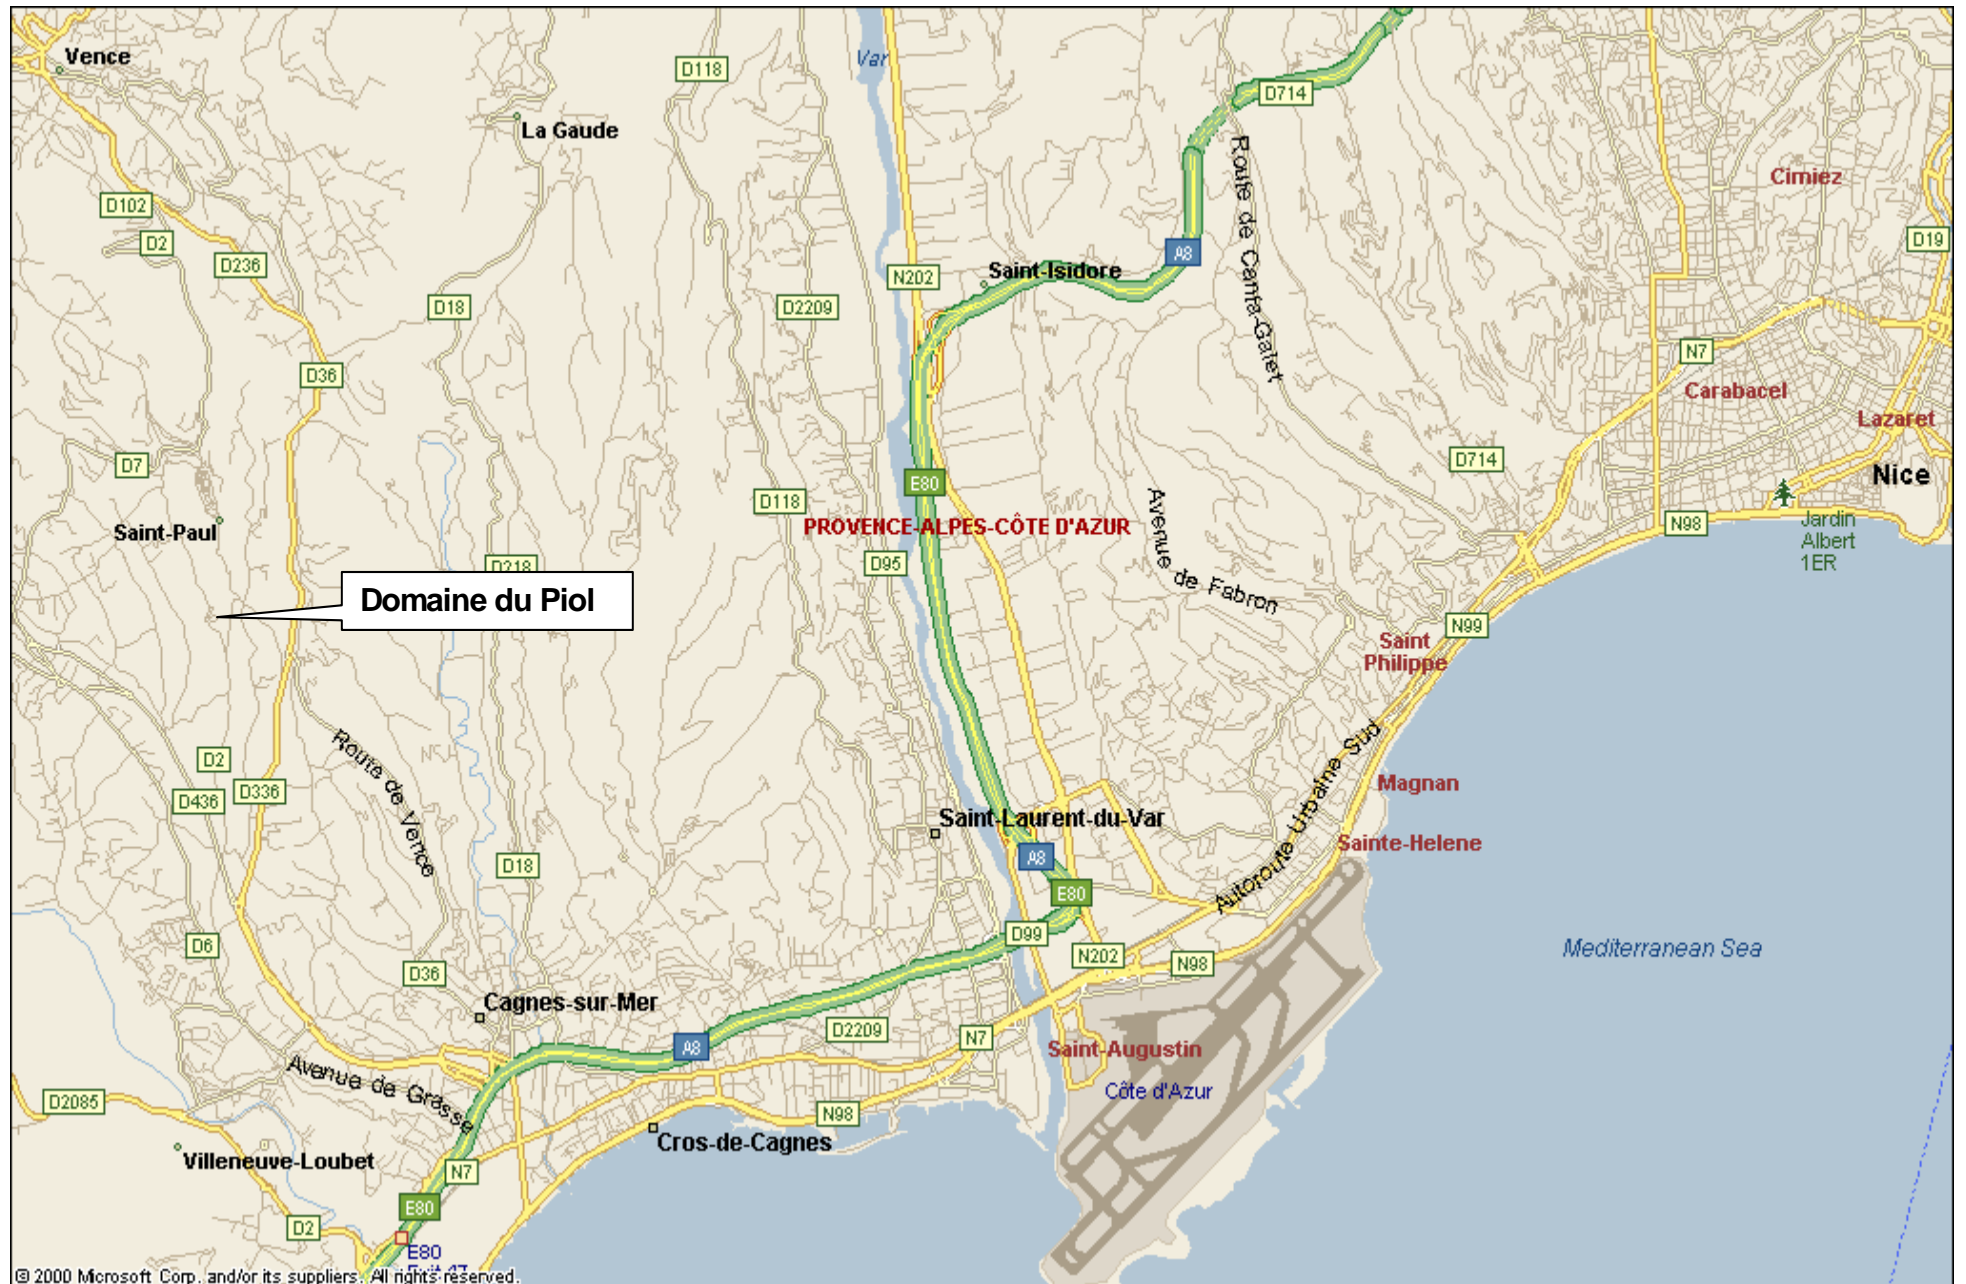 Vence
D118
Var
La Gaude
D714
Route de Canta-Galet
Cimiez
D102
D2
D236
D19
A8
Saint-Isidore
N202
D18
D2209
D36
N7
Carabacel
Lazaret
D7
D714
Nice
E80
D118
Saint-Paul
PROVENCE-ALPES-CÔTE D'AZUR
Avenue de Fabron
N98
Jardin
Albert
1ER
D218
D95
Domaine du Piol
N99
Saint
Philippe
Route de Vence
D2
D436
D336
Autoroute Urbaine Sud
Magnan
Saint-Laurent-du-Var
Sainte-Helene
A8
D18
E80
D6
D99
N202
N98
Mediterranean Sea
D36
Cagnes-sur-Mer
D2209
N7
A8
Saint-Augustin
Avenue de Grasse
Côte d'Azur
D2085
N98
Cros-de-Cagnes
Villeneuve-Loubet
N7
E80
D2
E80
© 2000 Microsoft Corp. and/or its suppliers. All rights reserved.